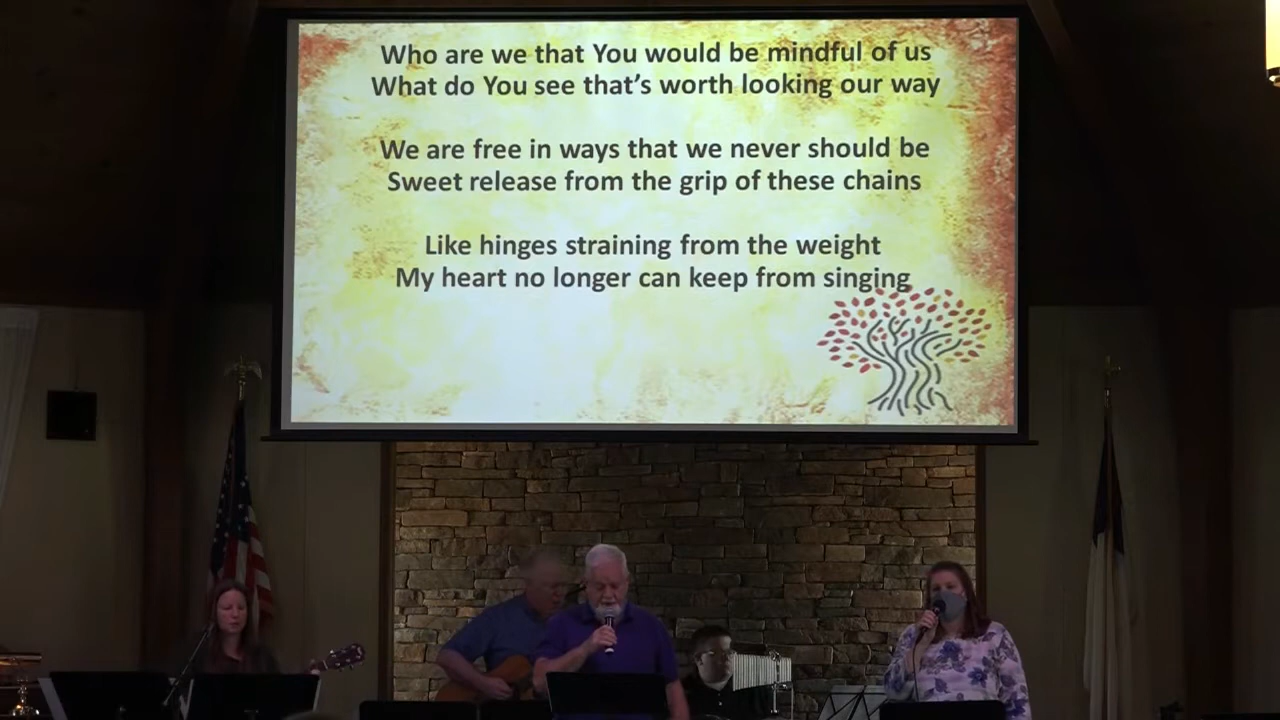 Who are we that You would be mindful of us
What do You see that's worth looking our way
We are free in ways that we never should be
Sweet release from the grip of these chains
Like hinges straining from the weight
My heart no longer can keep from singing